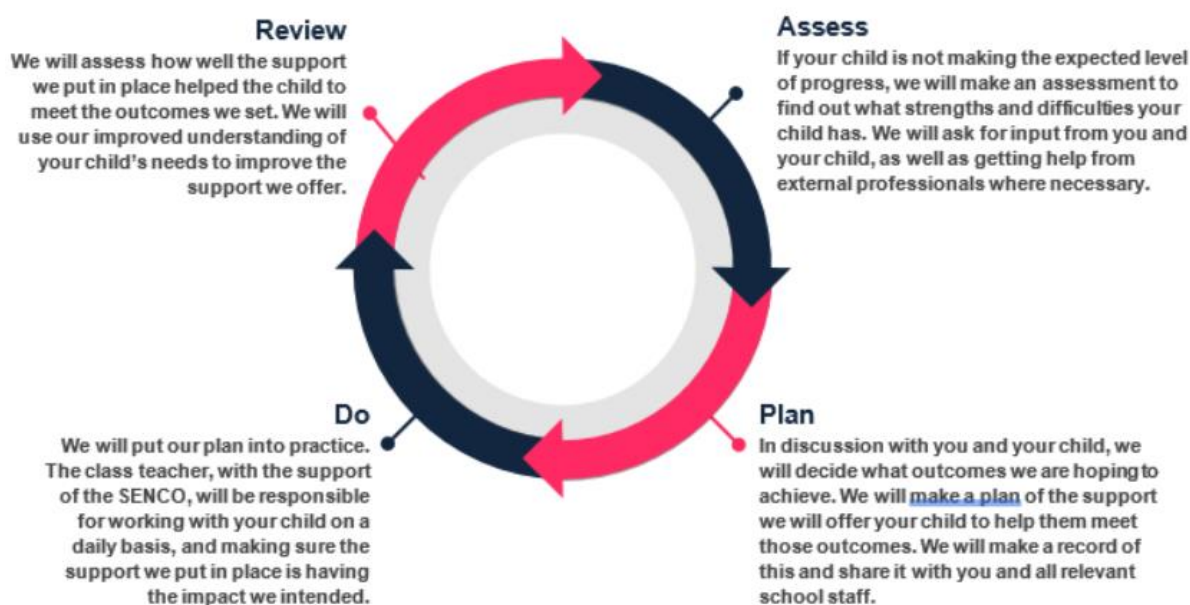 Review
We will assess how well the support
we put in place helped the child to
meet the outcomes we set. We will
use our improved understanding of
your child's needs to improve the
support we offer.
Assess
If your child is not making the expected level
of progress, we will make an assessment to
find out what strengths and difficulties your
child has. We will ask for input from you and
your child, as well as getting help from
external professionals where necessary.
Do
We will put our plan into practice.
The class teacher, with the support
of the SENCO, will be responsible
for working with your child on a
daily basis, and making sure the
support we put in place is having
the impact we intended.
Plan
In discussion with you and your child, we
will decide what outcomes we are hoping to
achieve. We will make a plan of the support
we will offer your child to help them meet
those outcomes. We will make a record of
this and share it with you and all relevant
school staff.